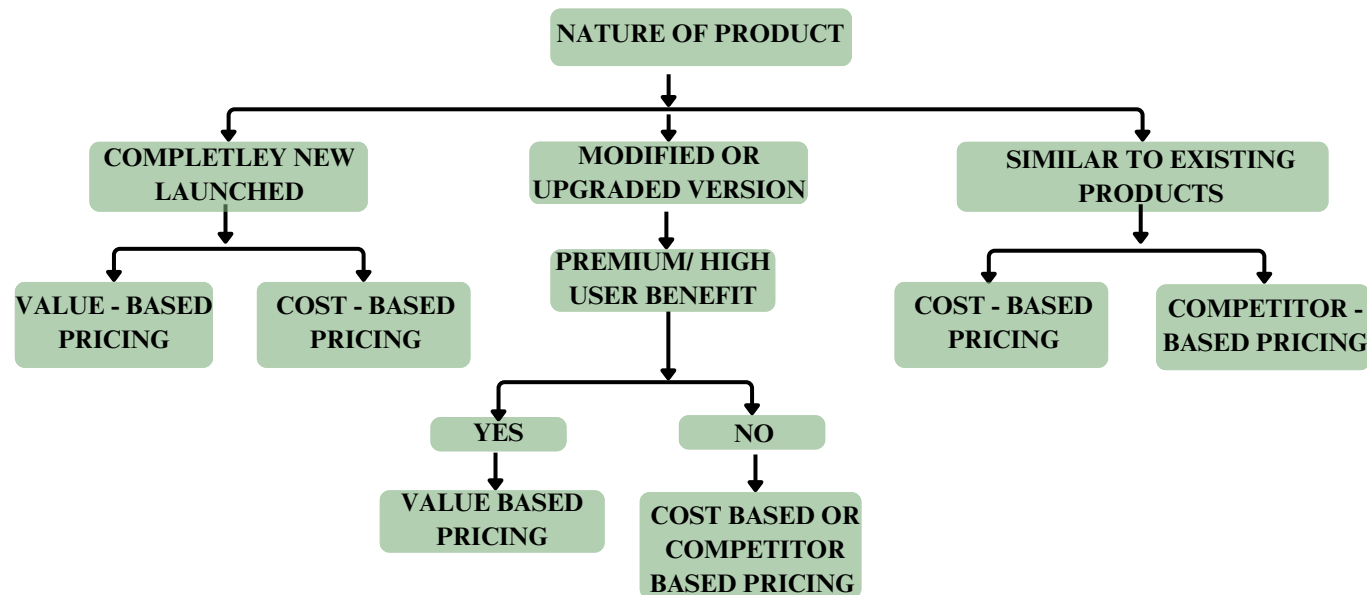 NATURE OF PRODUCT
COMPLETLEY NEW
LAUNCHED
MODIFIED OR
UPGRADED VERSION
SIMILAR TO EXISTING
PRODUCTS
VALUE - BASED
PRICING
COST - BASED
PRICING
PREMIUM/ HIGH
USER BENEFIT
COST - BASED
PRICING
COMPETITOR -
BASED PRICING
YES
NO
VALUE BASED
PRICING
COST BASED OR
COMPETITOR
BASED PRICING